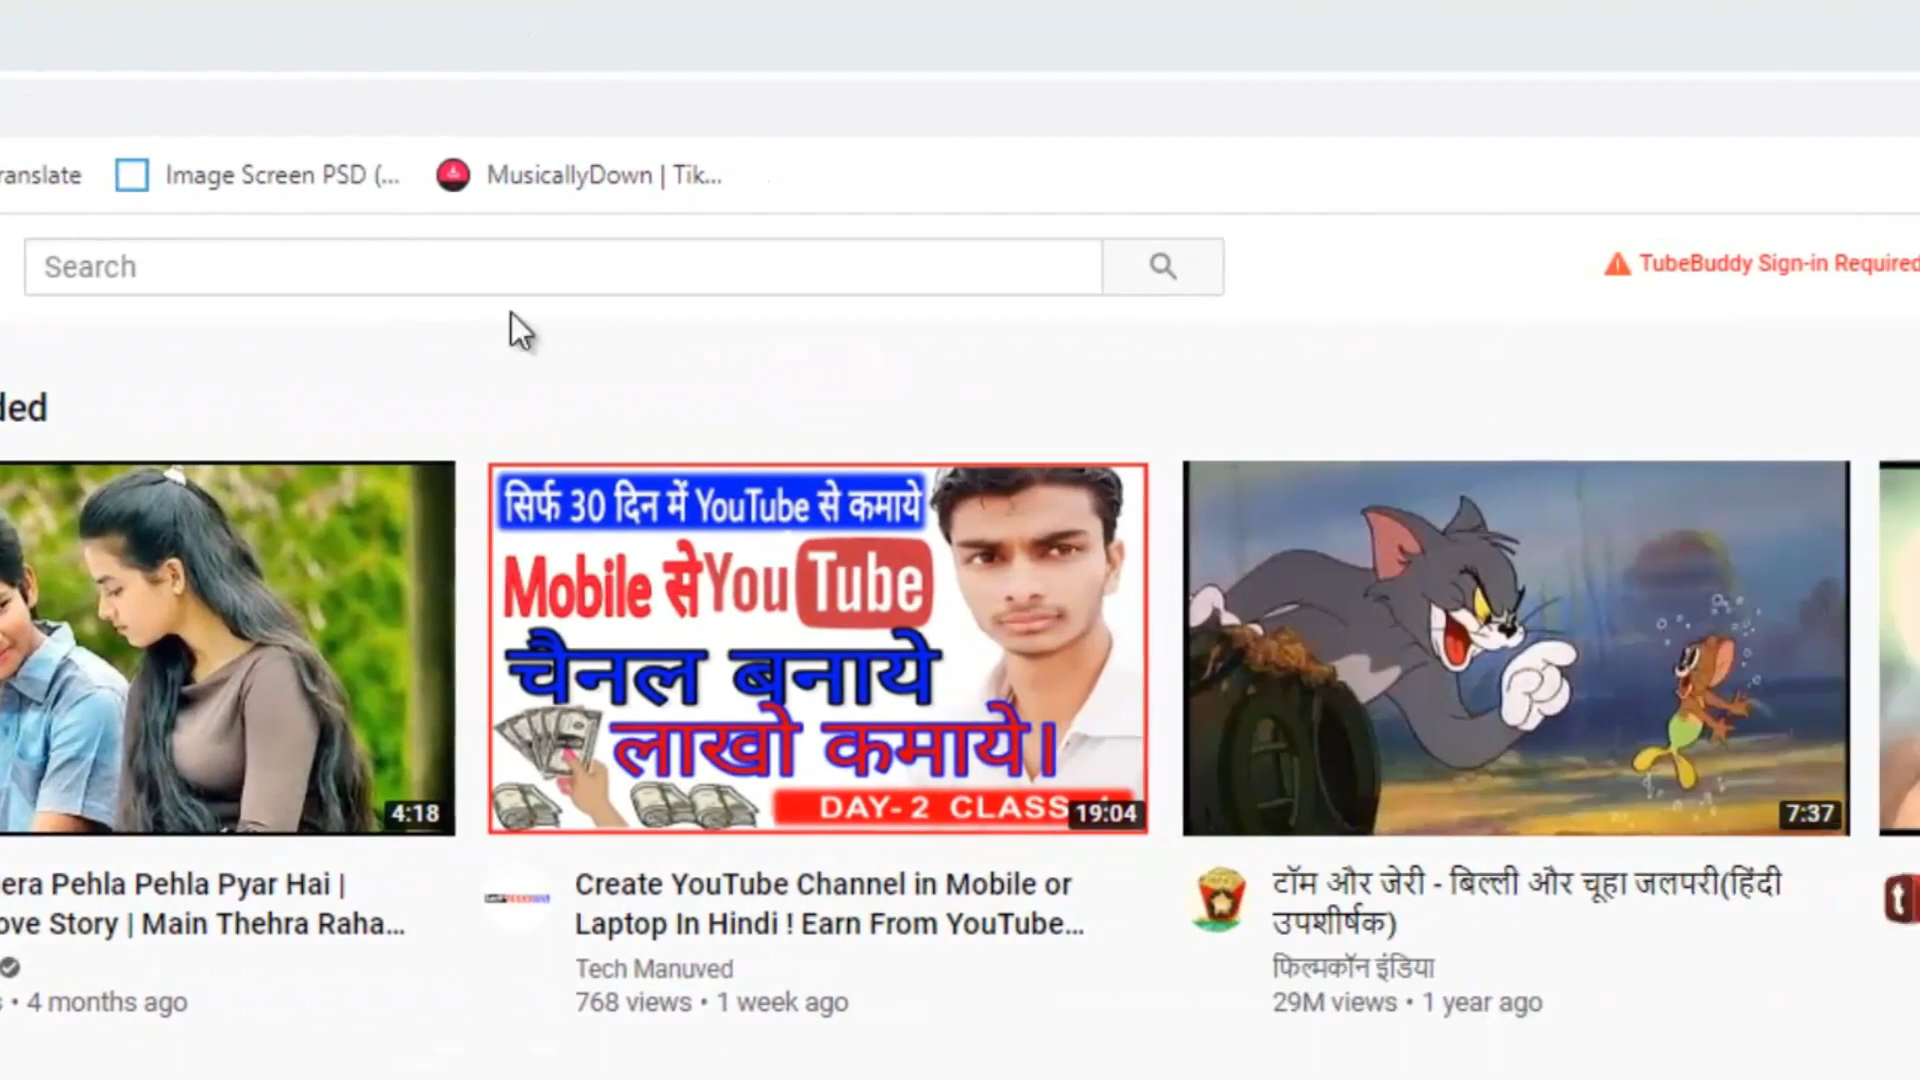 ranslate Image Screen PSD (... MusicallyDown | Tik...
Search
TubeBuddy Sign-in Required
ded
सिर्फ 30 दिन में YouTube से कमाये
Mobile से YouTube
चैनल बनाये
लाखो कमाये।
DAY- 2 CLASS
4:18
19:04
7:37
era Pehla Pehla Pyar Hai |
ove Story | Main Thehra Raha...
4 months ago
Create YouTube Channel in Mobile or
Laptop In Hindi ! Earn From YouTube...
Tech Manuved
768 views • 1 week ago
टॉम और जेरी - बिल्ली और चूहा जलपरी(हिंदी
उपशीर्षक)
फिल्मकॉन इंडिया
29M views • 1 year ago
t